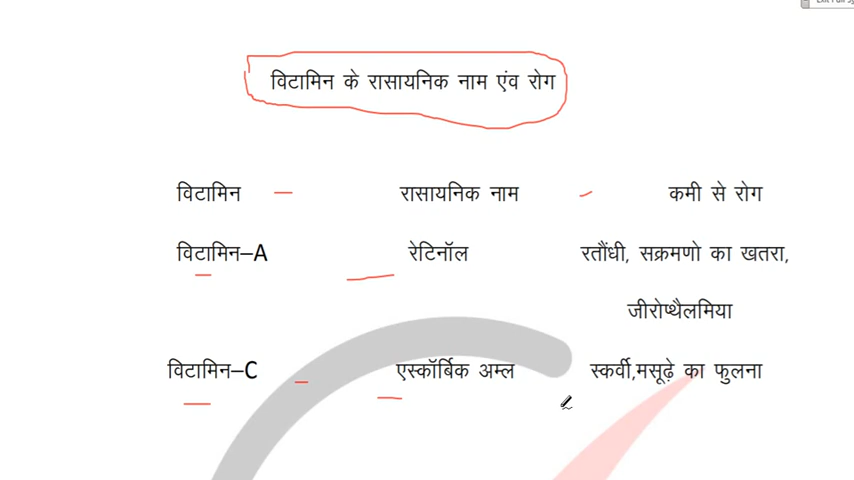 विटामिन के रासायनिक नाम एंव रोग
विटामिन रासायनिक नाम कमी से रोग
विटामिन–A रेटिनॉल रतौंधी, सक्रमणो का खतरा,
जीरोप्थैलमिया
विटामिन–C एस्कॉर्बिक अम्ल स्कर्वी,मसूढ़े का फुलना